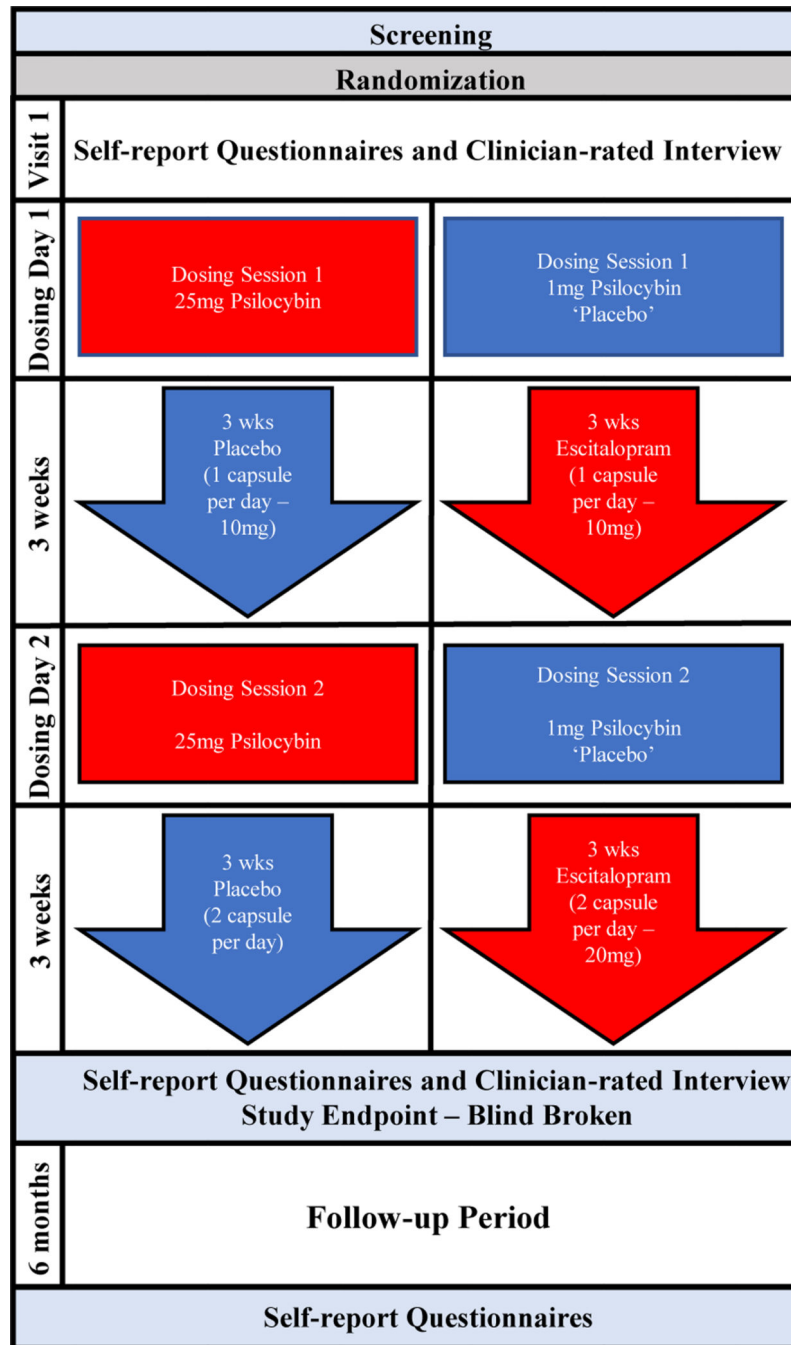 Screening
Randomization
Visit 1
Self-report Questionnaires and Clinician-rated Interview
Dosing Day 1
Dosing Session 1
25mg Psilocybin
Dosing Session 1
1mg Psilocybin
‘Placebo’
3 weeks
3 wks
Placebo
(1 capsule
per day –
10mg)
3 wks
Escitalopram
(1 capsule
per day –
10mg)
Dosing Day 2
Dosing Session 2
25mg Psilocybin
Dosing Session 2
1mg Psilocybin
‘Placebo’
3 weeks
3 wks
Placebo
(2 capsule
per day)
3 wks
Escitalopram
(2 capsule
per day –
20mg)
Self-report Questionnaires and Clinician-rated Interview
Study Endpoint – Blind Broken
6 months
Follow-up Period
Self-report Questionnaires